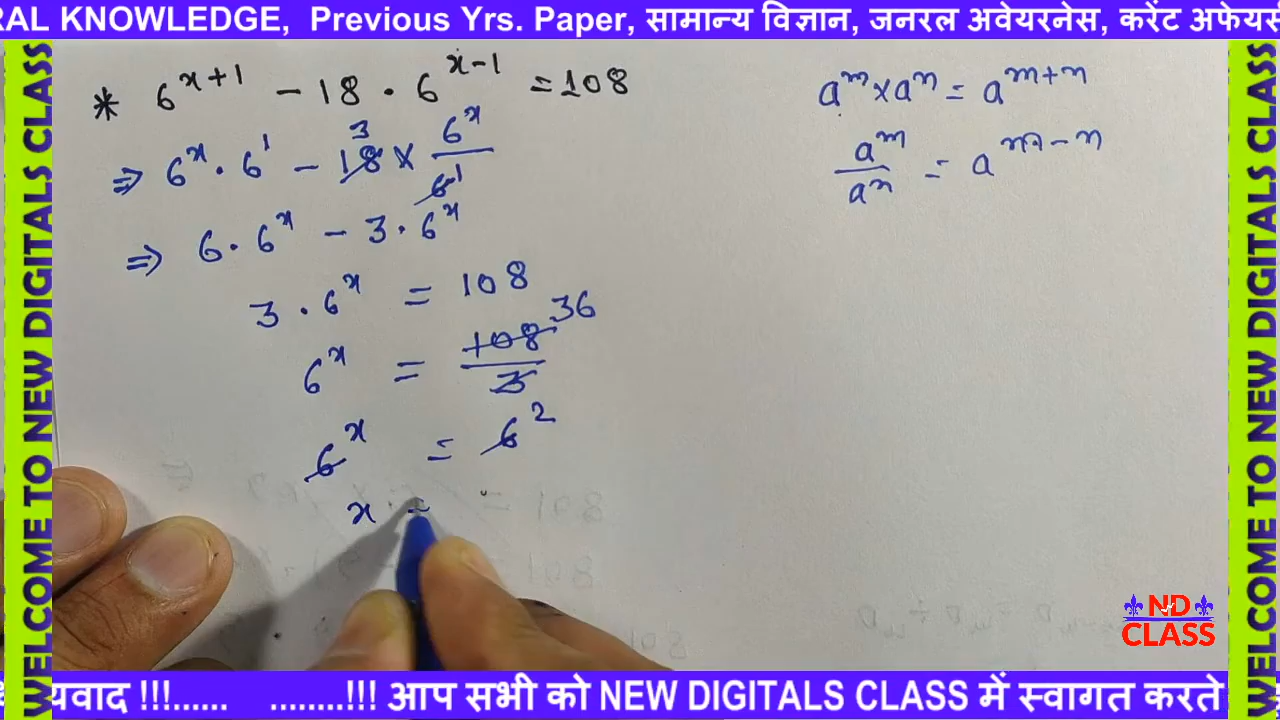 RAL KNOWLEDGE, Previous Yrs. Paper, सामान्य विज्ञान, जनरल अवेयरनेस, करेंट अफेयर्स
WELCOME TO NEW DIGITALS CLASS
* 6^{x+1} - 18 · 6^{x-1} = 108
⇒ 6^x · 6^1 - 18 3 × 6^x / 6^1
⇒ 6 · 6^x - 3 · 6^x
3 · 6^x = 108
6^x = 108 / 3 36
6^x = 6^2
x =
a^m × a^n = a^{m+n}
a^m / a^n = a^{m-n}
ND
CLASS
WELCOME TO NEW DIGITALS CLASS
यवाद !!!...... ........!!! आप सभी को NEW DIGITALS CLASS में स्वागत करते